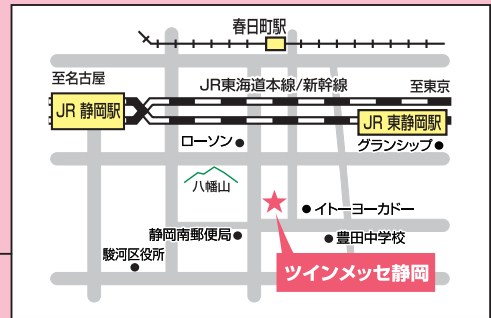 春日町駅
至名古屋
JR東海道本線/新幹線
至東京
JR 静岡駅
JR 東静岡駅
ローソン
グランシップ
八幡山
イトーヨーカドー
静岡南郵便局
豊田中学校
駿河区役所
ツインメッセ静岡